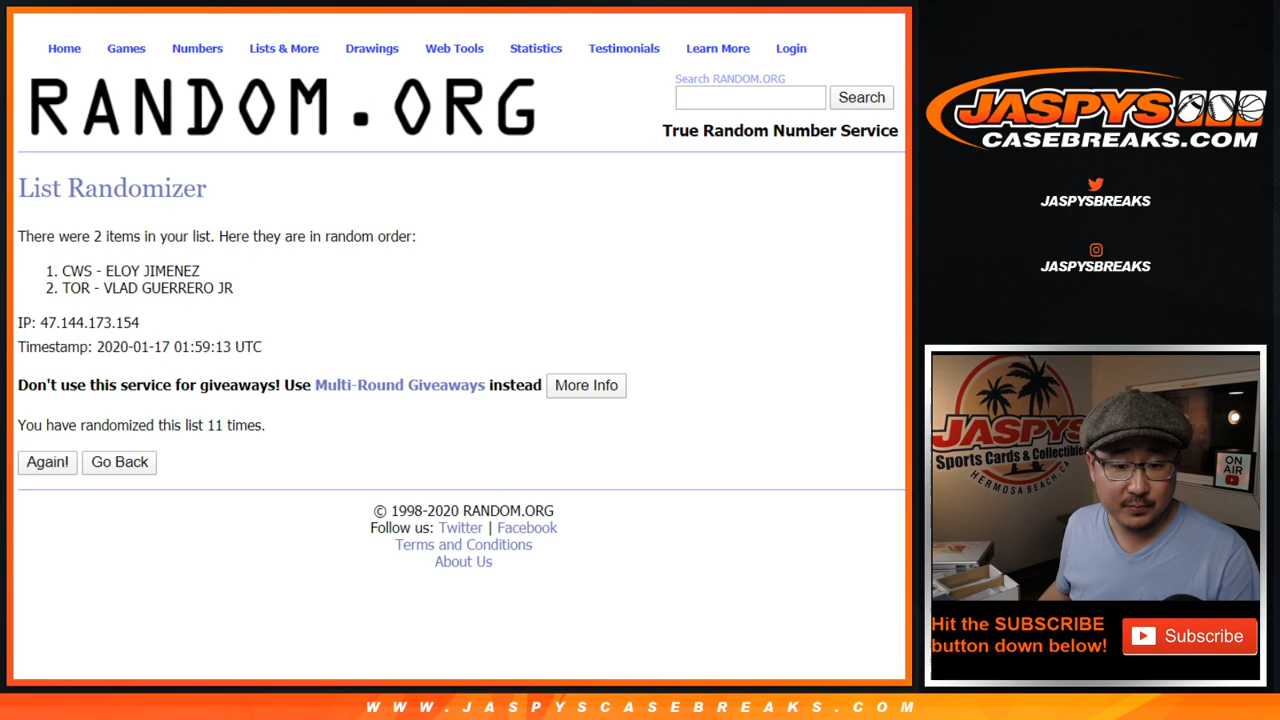 Home Games Numbers Lists & More Drawings Web Tools Statistics Testimonials Learn More Login
RANDOM.ORG
Search RANDOM.ORG
Search
True Random Number Service
List Randomizer
There were 2 items in your list. Here they are in random order:
1. CWS - ELOY JIMENEZ
2. TOR - VLAD GUERRERO JR
IP: 47.144.173.154
Timestamp: 2020-01-17 01:59:13 UTC
Don't use this service for giveaways! Use Multi-Round Giveaways instead More Info
You have randomized this list 11 times.
Again! Go Back
© 1998-2020 RANDOM.ORG
Follow us: Twitter | Facebook
Terms and Conditions
About Us
JASPYS
CASEBREAKS.COM
JASPYSBREAKS
JASPYSBREAKS
JASPYS
Sports Cards & Collectibles
HERMOSA BEACH, CA
ON
AIR
Hit the SUBSCRIBE
button down below!
Subscribe
WWW.JASPYSCASEBREAKS.COM